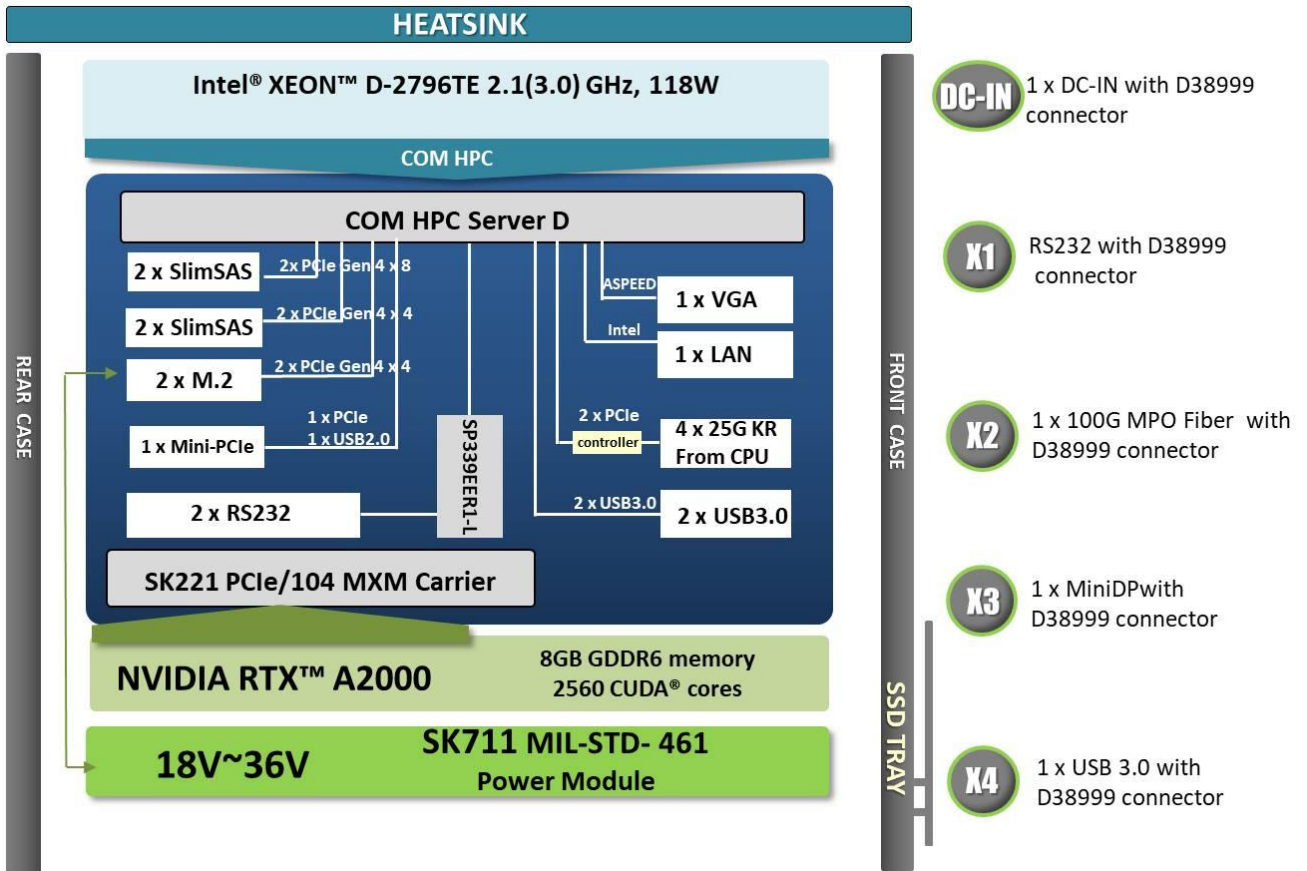 HEATSINK
REAR CASE
Intel® XEON™ D-2796TE 2.1(3.0) GHz, 118W
COM HPC
COM HPC Server D
2 x SlimSAS
2x PCIe Gen 4 x 8
2 x SlimSAS
2 x PCIe Gen 4 x 4
2 x M.2
2 x PCIe Gen 4 x 4
1 x Mini-PCIe
1 x PCIe
1 x USB2.0
2 x RS232
SP339EER1-L
ASPEED
1 x VGA
Intel
1 x LAN
2 x PCIe
controller
4 x 25G KR
From CPU
2 x USB3.0
2 x USB3.0
SK221 PCIe/104 MXM Carrier
NVIDIA RTX™ A2000
8GB GDDR6 memory
2560 CUDA® cores
18V~36V
SK711 MIL-STD- 461
Power Module
FRONT CASE
SSD TRAY
DC-IN
1 x DC-IN with D38999
connector
X1
RS232 with D38999
connector
X2
1 x 100G MPO Fiber with
D38999 connector
X3
1 x MiniDPwith
D38999 connector
X4
1 x USB 3.0 with
D38999 connector